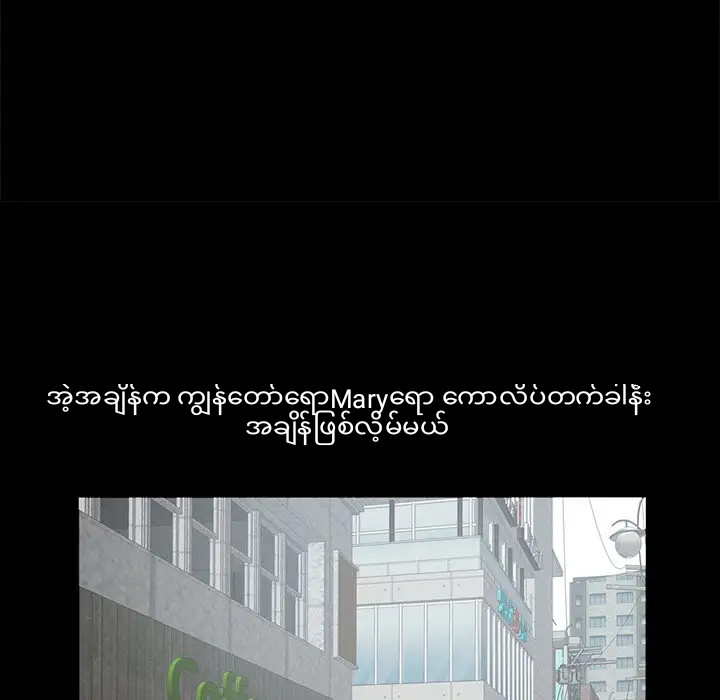 အဲ့အချိန်က ကျွန်တော်ရောMaryရော ကောလိပ်တက်ခါနီး
အချိန်ဖြစ်လို့မ်မယ်